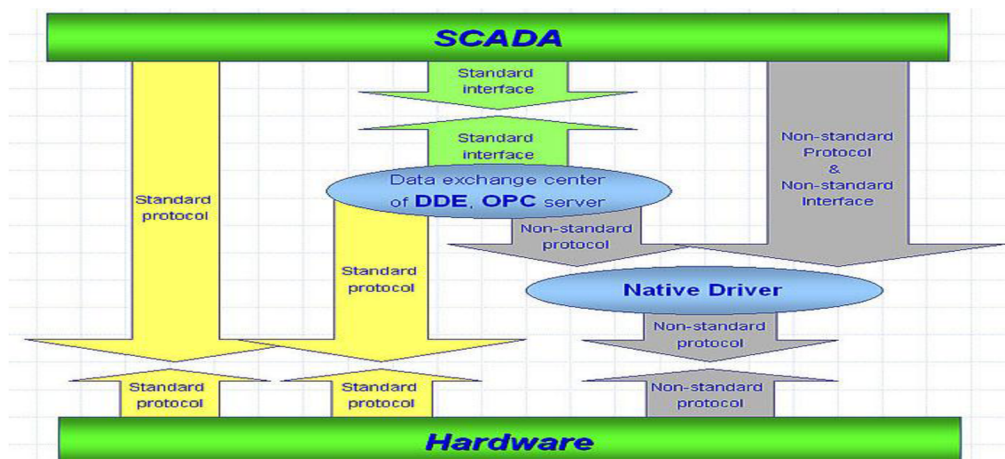 SCADA
Standard
interface
Standard
interface
Non-standard
Protocol
&
Non-standard
Interface
Standard
protocol
Data exchange center
of DDE, OPC server
Non-standard
protocol
Standard
protocol
Native Driver
Non-standard
protocol
Standard
protocol
Standard
protocol
Non-standard
protocol
Hardware